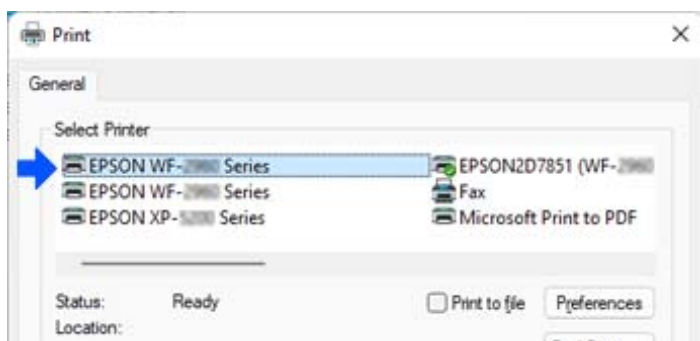 Print
General
Select Printer
EPSON WF- Series
EPSON WF- Series
EPSON XP- Series
EPSON2D7851 (WF-
Fax
Microsoft Print to PDF
Status: Ready
Print to file
Preferences
Location: